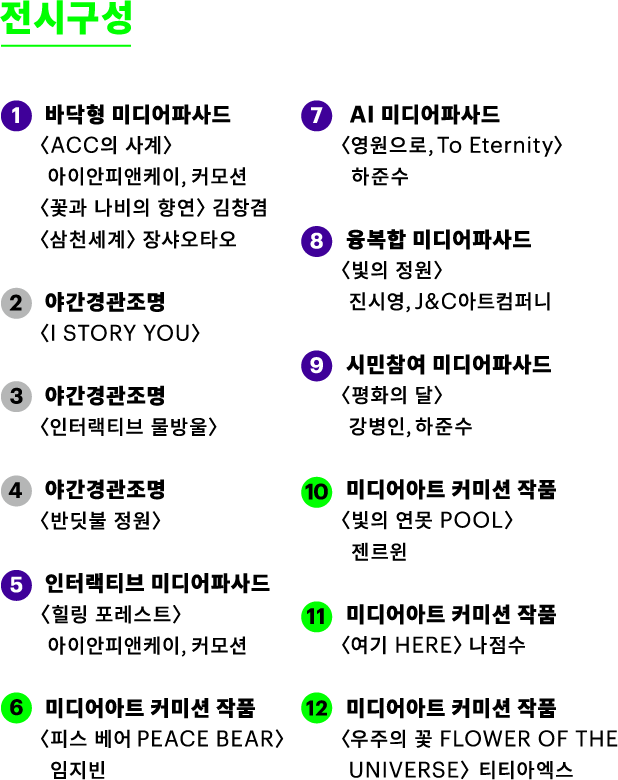 전시구성
1 바닥형 미디어파사드
〈ACC의 사계〉
아이안피앤케이, 커모션
〈꽃과 나비의 향연〉 김창겸
〈삼천세계〉 장샤오타오
2 야간경관조명
〈I STORY YOU〉
3 야간경관조명
〈인터랙티브 물방울〉
4 야간경관조명
〈반딧불 정원〉
5 인터랙티브 미디어파사드
〈힐링 포레스트〉
아이안피앤케이, 커모션
6 미디어아트 커미션 작품
〈피스 베어 PEACE BEAR〉
임지빈
7 AI 미디어파사드
〈영원으로, To Eternity〉
하준수
8 융복합 미디어파사드
〈빛의 정원〉
진시영, J&C아트컴퍼니
9 시민참여 미디어파사드
〈평화의 달〉
강병인, 하준수
10 미디어아트 커미션 작품
〈빛의 연못 POOL〉
젠르윈
11 미디어아트 커미션 작품
〈여기 HERE〉 나점수
12 미디어아트 커미션 작품
〈우주의 꽃 FLOWER OF THE
UNIVERSE〉 티티아엑스